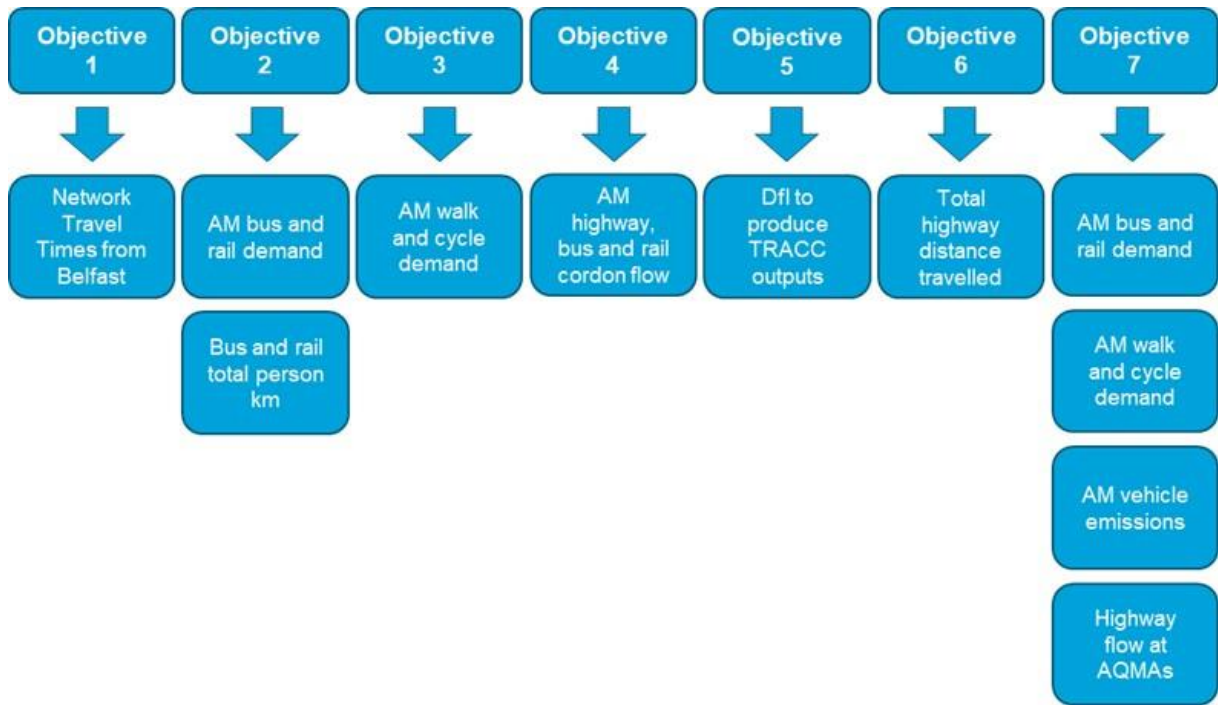 Objective
1
Objective
2
Objective
3
Objective
4
Objective
5
Objective
6
Objective
7
Network
Travel
Times from
Belfast
AM bus and
rail demand
AM walk
and cycle
demand
AM
highway,
bus and rail
cordon flow
DfI to
produce
TRACC
outputs
Total
highway
distance
travelled
AM bus and
rail demand
Bus and rail
total person
km
AM walk
and cycle
demand
AM vehicle
emissions
Highway
flow at
AQMAs